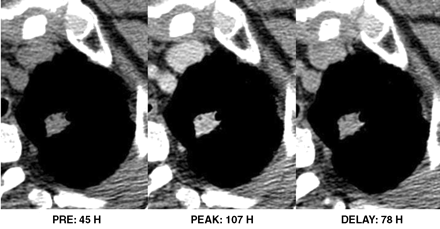 PRE: 45 H
PEAK: 107 H
DELAY: 78 H